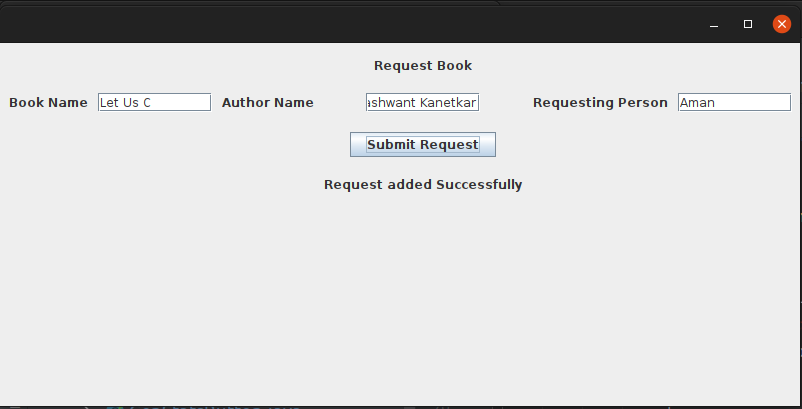 Request Book
Book Name Let Us C Author Name ashwant Kanetkar Requesting Person Aman
Submit Request
Request added Successfully